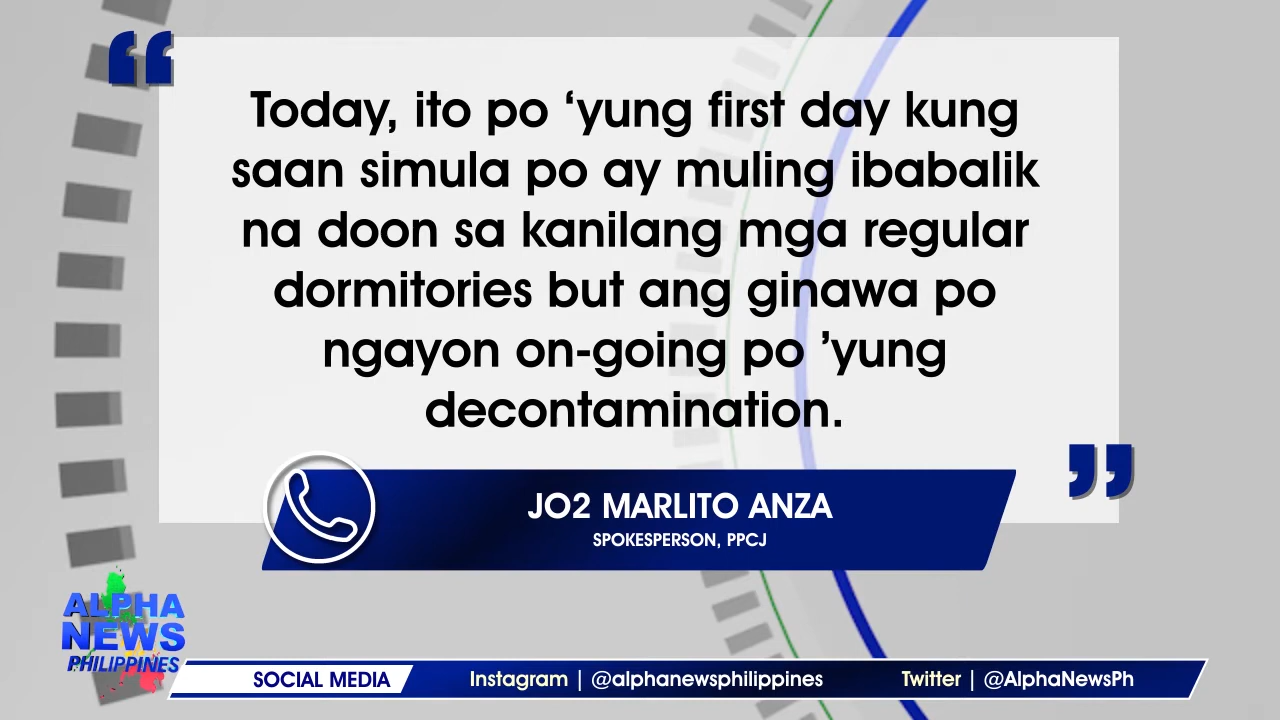 “
Today, ito po ‘yung first day kung
saan simula po ay muling ibabalik
na doon sa kanilang mga regular
dormitories but ang ginawa po
ngayon on-going po ’yung
decontamination.
”
JO2 MARLITO ANZA
SPOKESPERSON, PPCJ
ALPHA
NEWS
PHILIPPINES
SOCIAL MEDIA Instagram | @alphanewsphilippines Twitter | @AlphaNewsPh